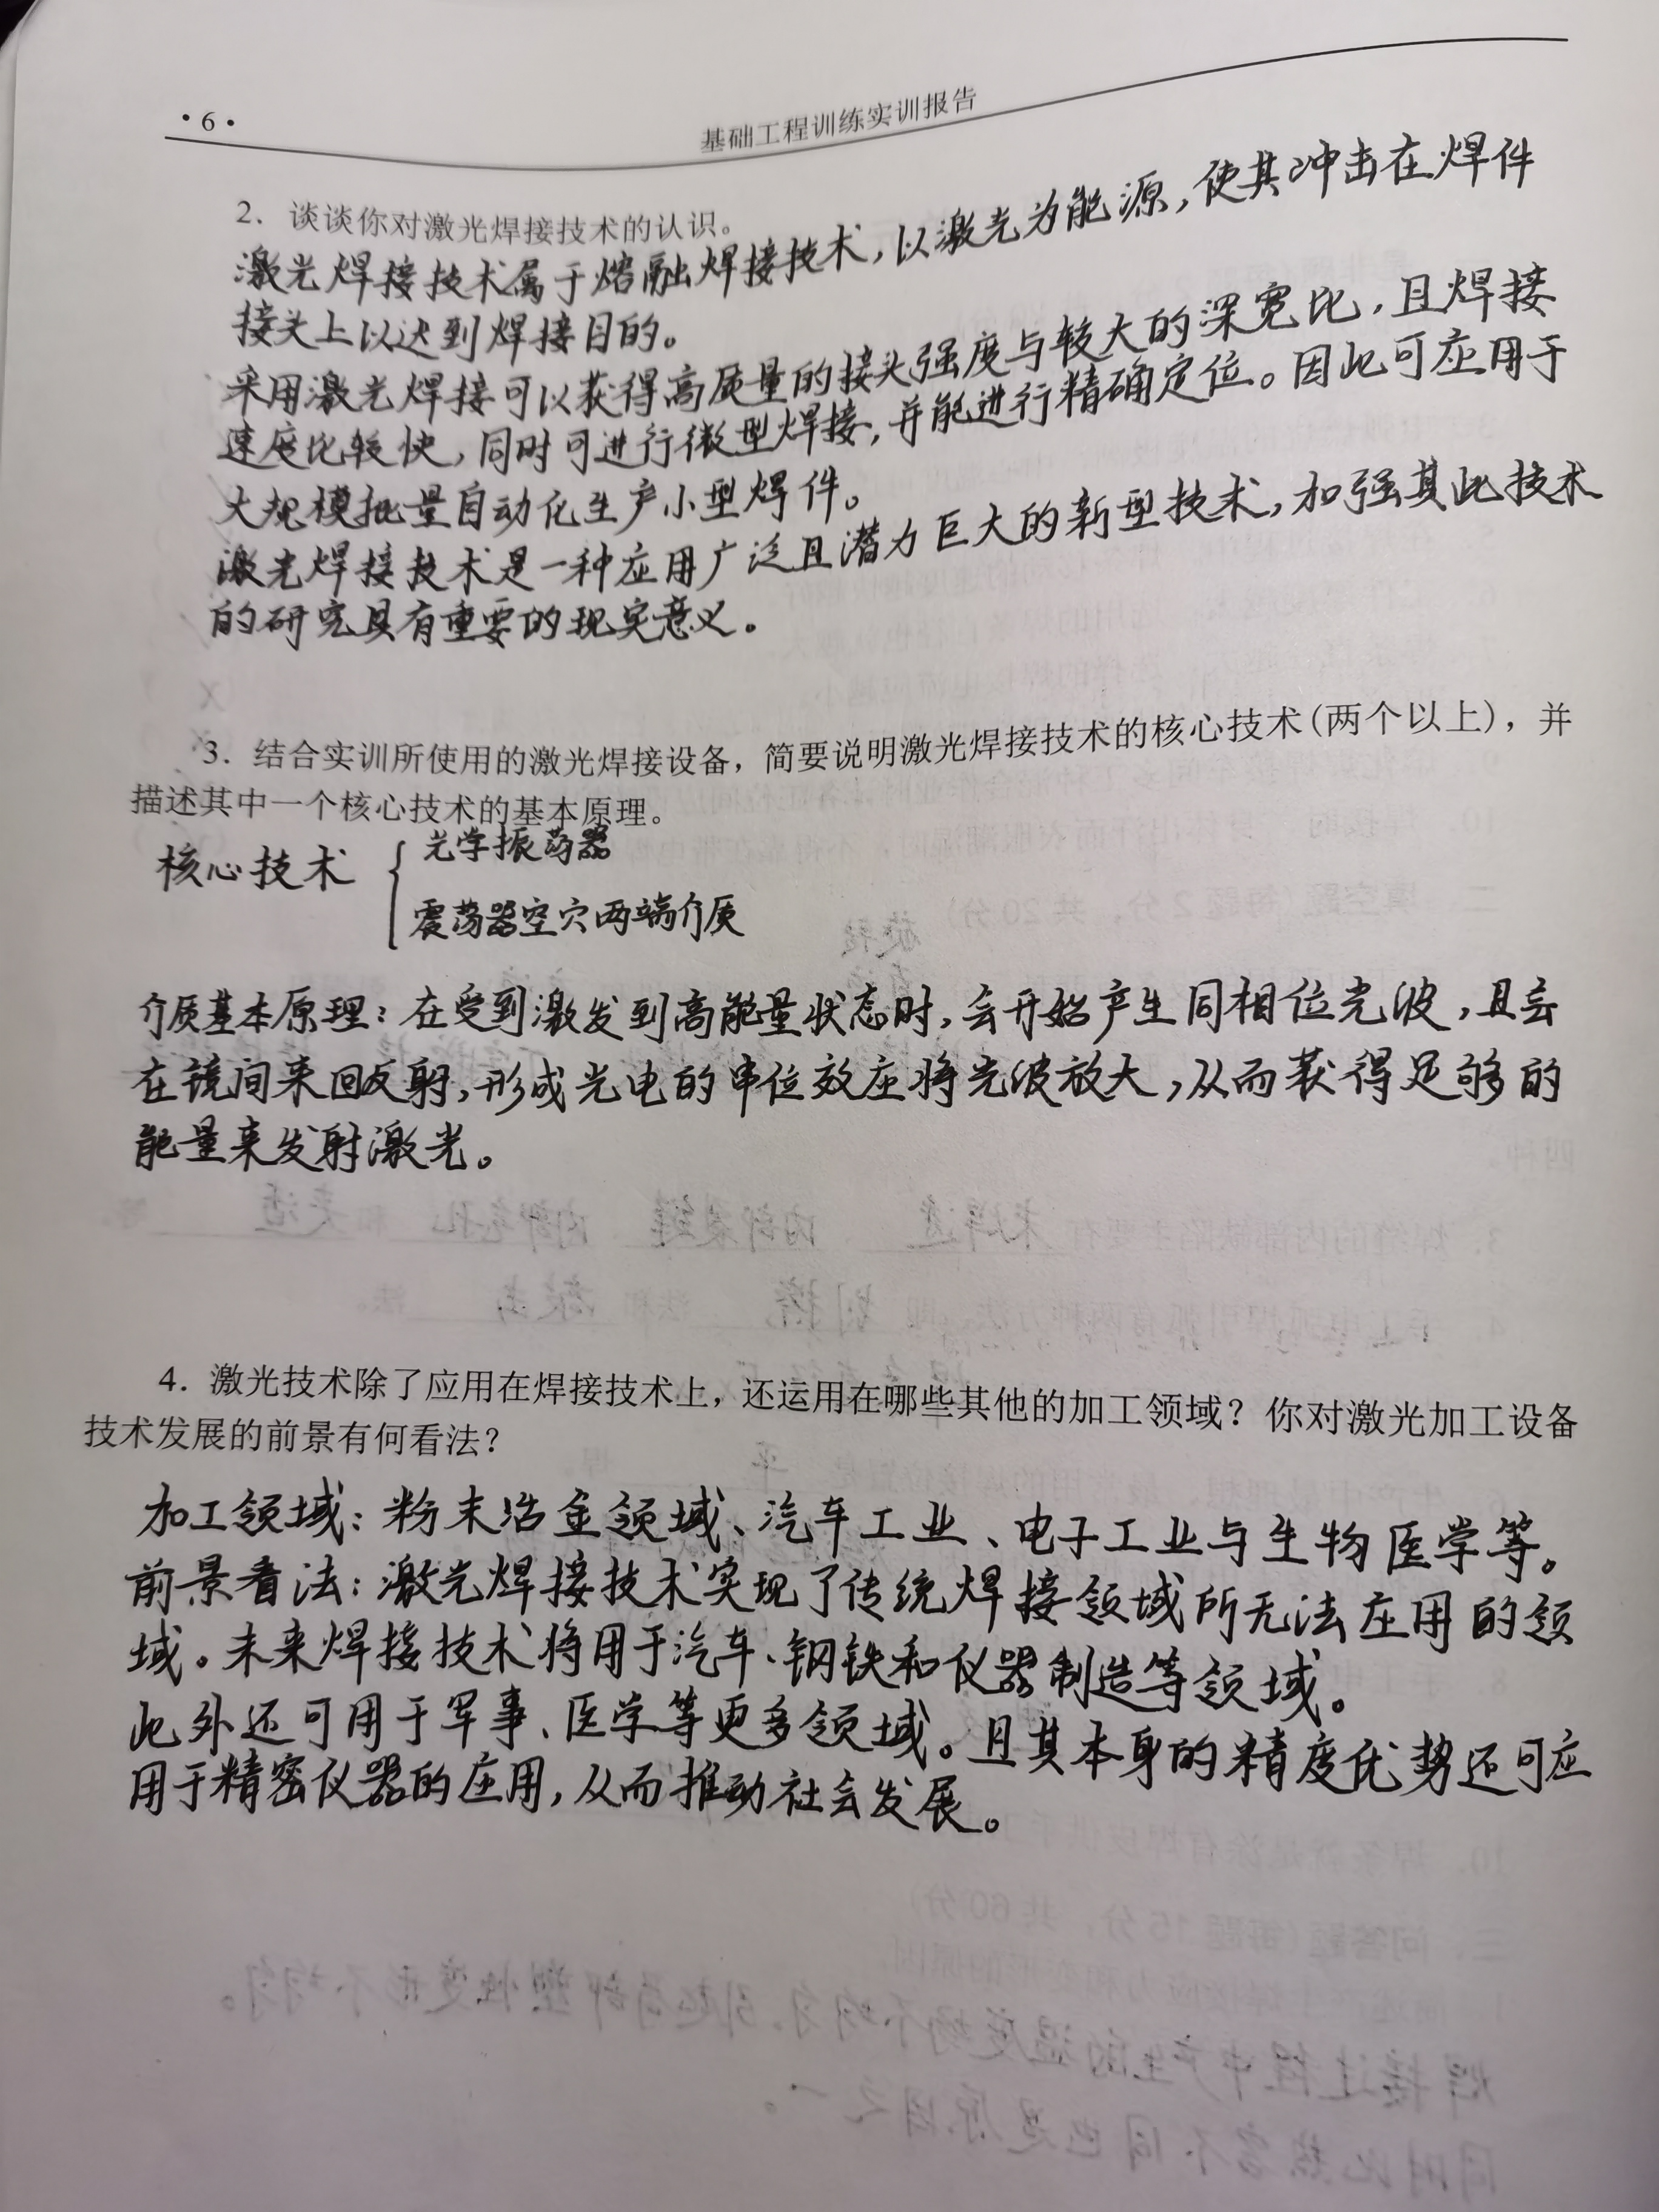 ·6·
基础工程训练实训报告
2. 谈谈你对激光焊接技术的认识。
激光焊接技术属于熔融焊接技术,以激光为能源,使其冲击在焊件
接头上以达到焊接目的。
采用激光焊接可以获得高质量的接头强度与较大的深宽比,且焊接
速度比较快,同时可进行微型焊接,并能进行精确定位。因此可应用于
大规模批量自动化生产小型焊件。
激光焊接技术是一种应用广泛且潜力巨大的新型技术,加强其此技术
的研究具有重要的现实意义。
3. 结合实训所使用的激光焊接设备,简要说明激光焊接技术的核心技术(两个以上),并
描述其中一个核心技术的基本原理。
核心技术 { 光学振荡器
震荡器空穴两端介质
介质基本原理:在受到激发到高能量状态时,会开始产生同相位光波,且会
在镜间来回反射,形成光电的串位效应将光波放大,从而获得足够的
能量来发射激光。
4. 激光技术除了应用在焊接技术上,还运用在哪些其他的加工领域?你对激光加工设备
技术发展的前景有何看法?
加工领域:粉末冶金领域、汽车工业、电子工业与生物医学等。
前景看法:激光焊接技术实现了传统焊接领域所无法应用的领
域。未来焊接技术将用于汽车、钢铁和仪器制造等领域。
此外还可用于军事、医学等更多领域。且其本身的精度优势还可应
用于精密仪器的应用,从而推动社会发展。